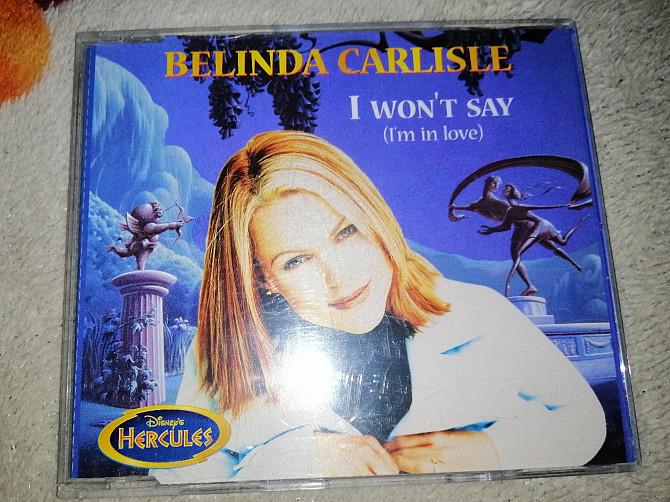 BELINDA CARLISLE
I WON'T SAY
(I'm in love)
DISNEY'S
HERCULES